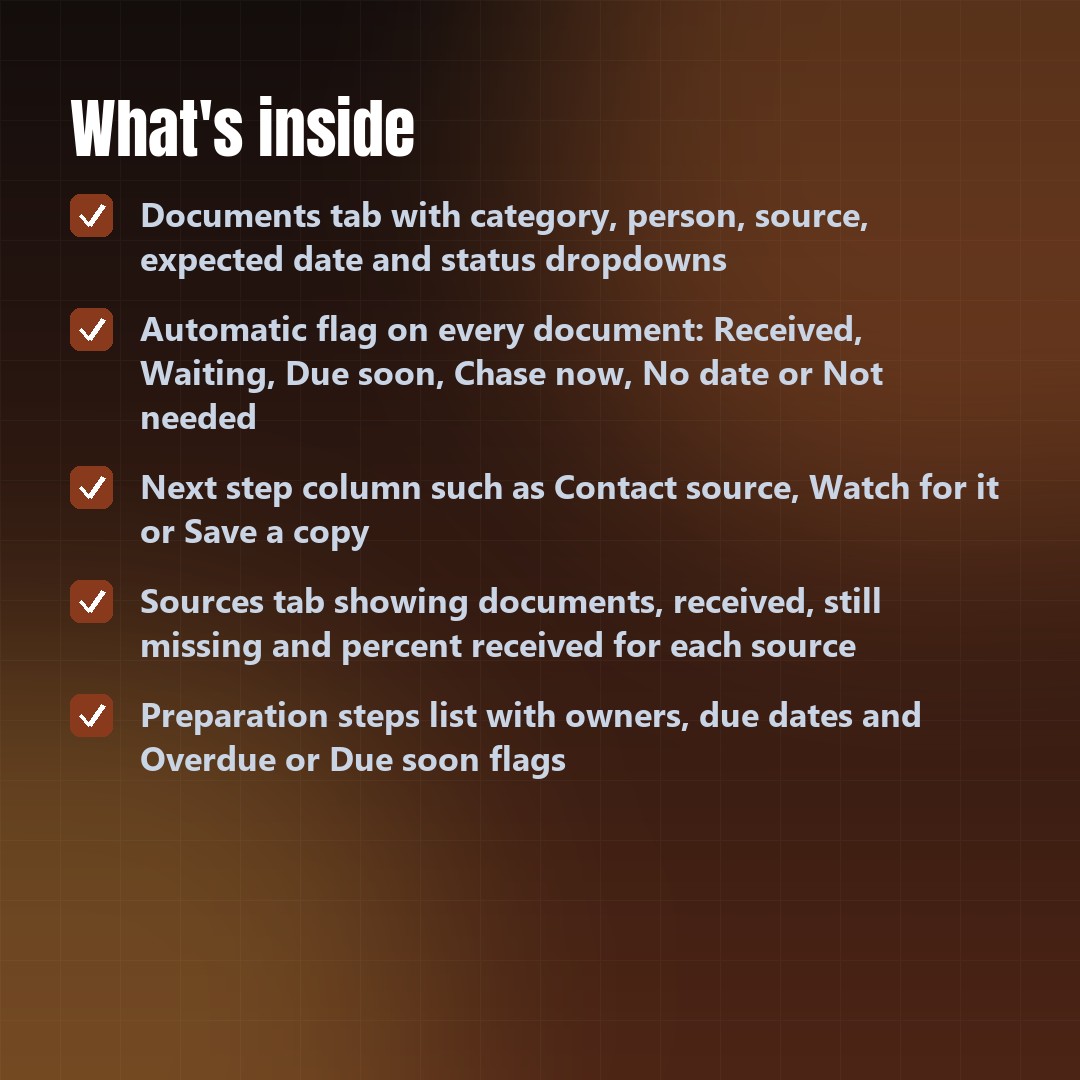 What's inside
Documents tab with category, person, source,
expected date and status dropdowns
Automatic flag on every document: Received,
Waiting, Due soon, Chase now, No date or Not
needed
Next step column such as Contact source, Watch for it
or Save a copy
Sources tab showing documents, received, still
missing and percent received for each source
Preparation steps list with owners, due dates and
Overdue or Due soon flags